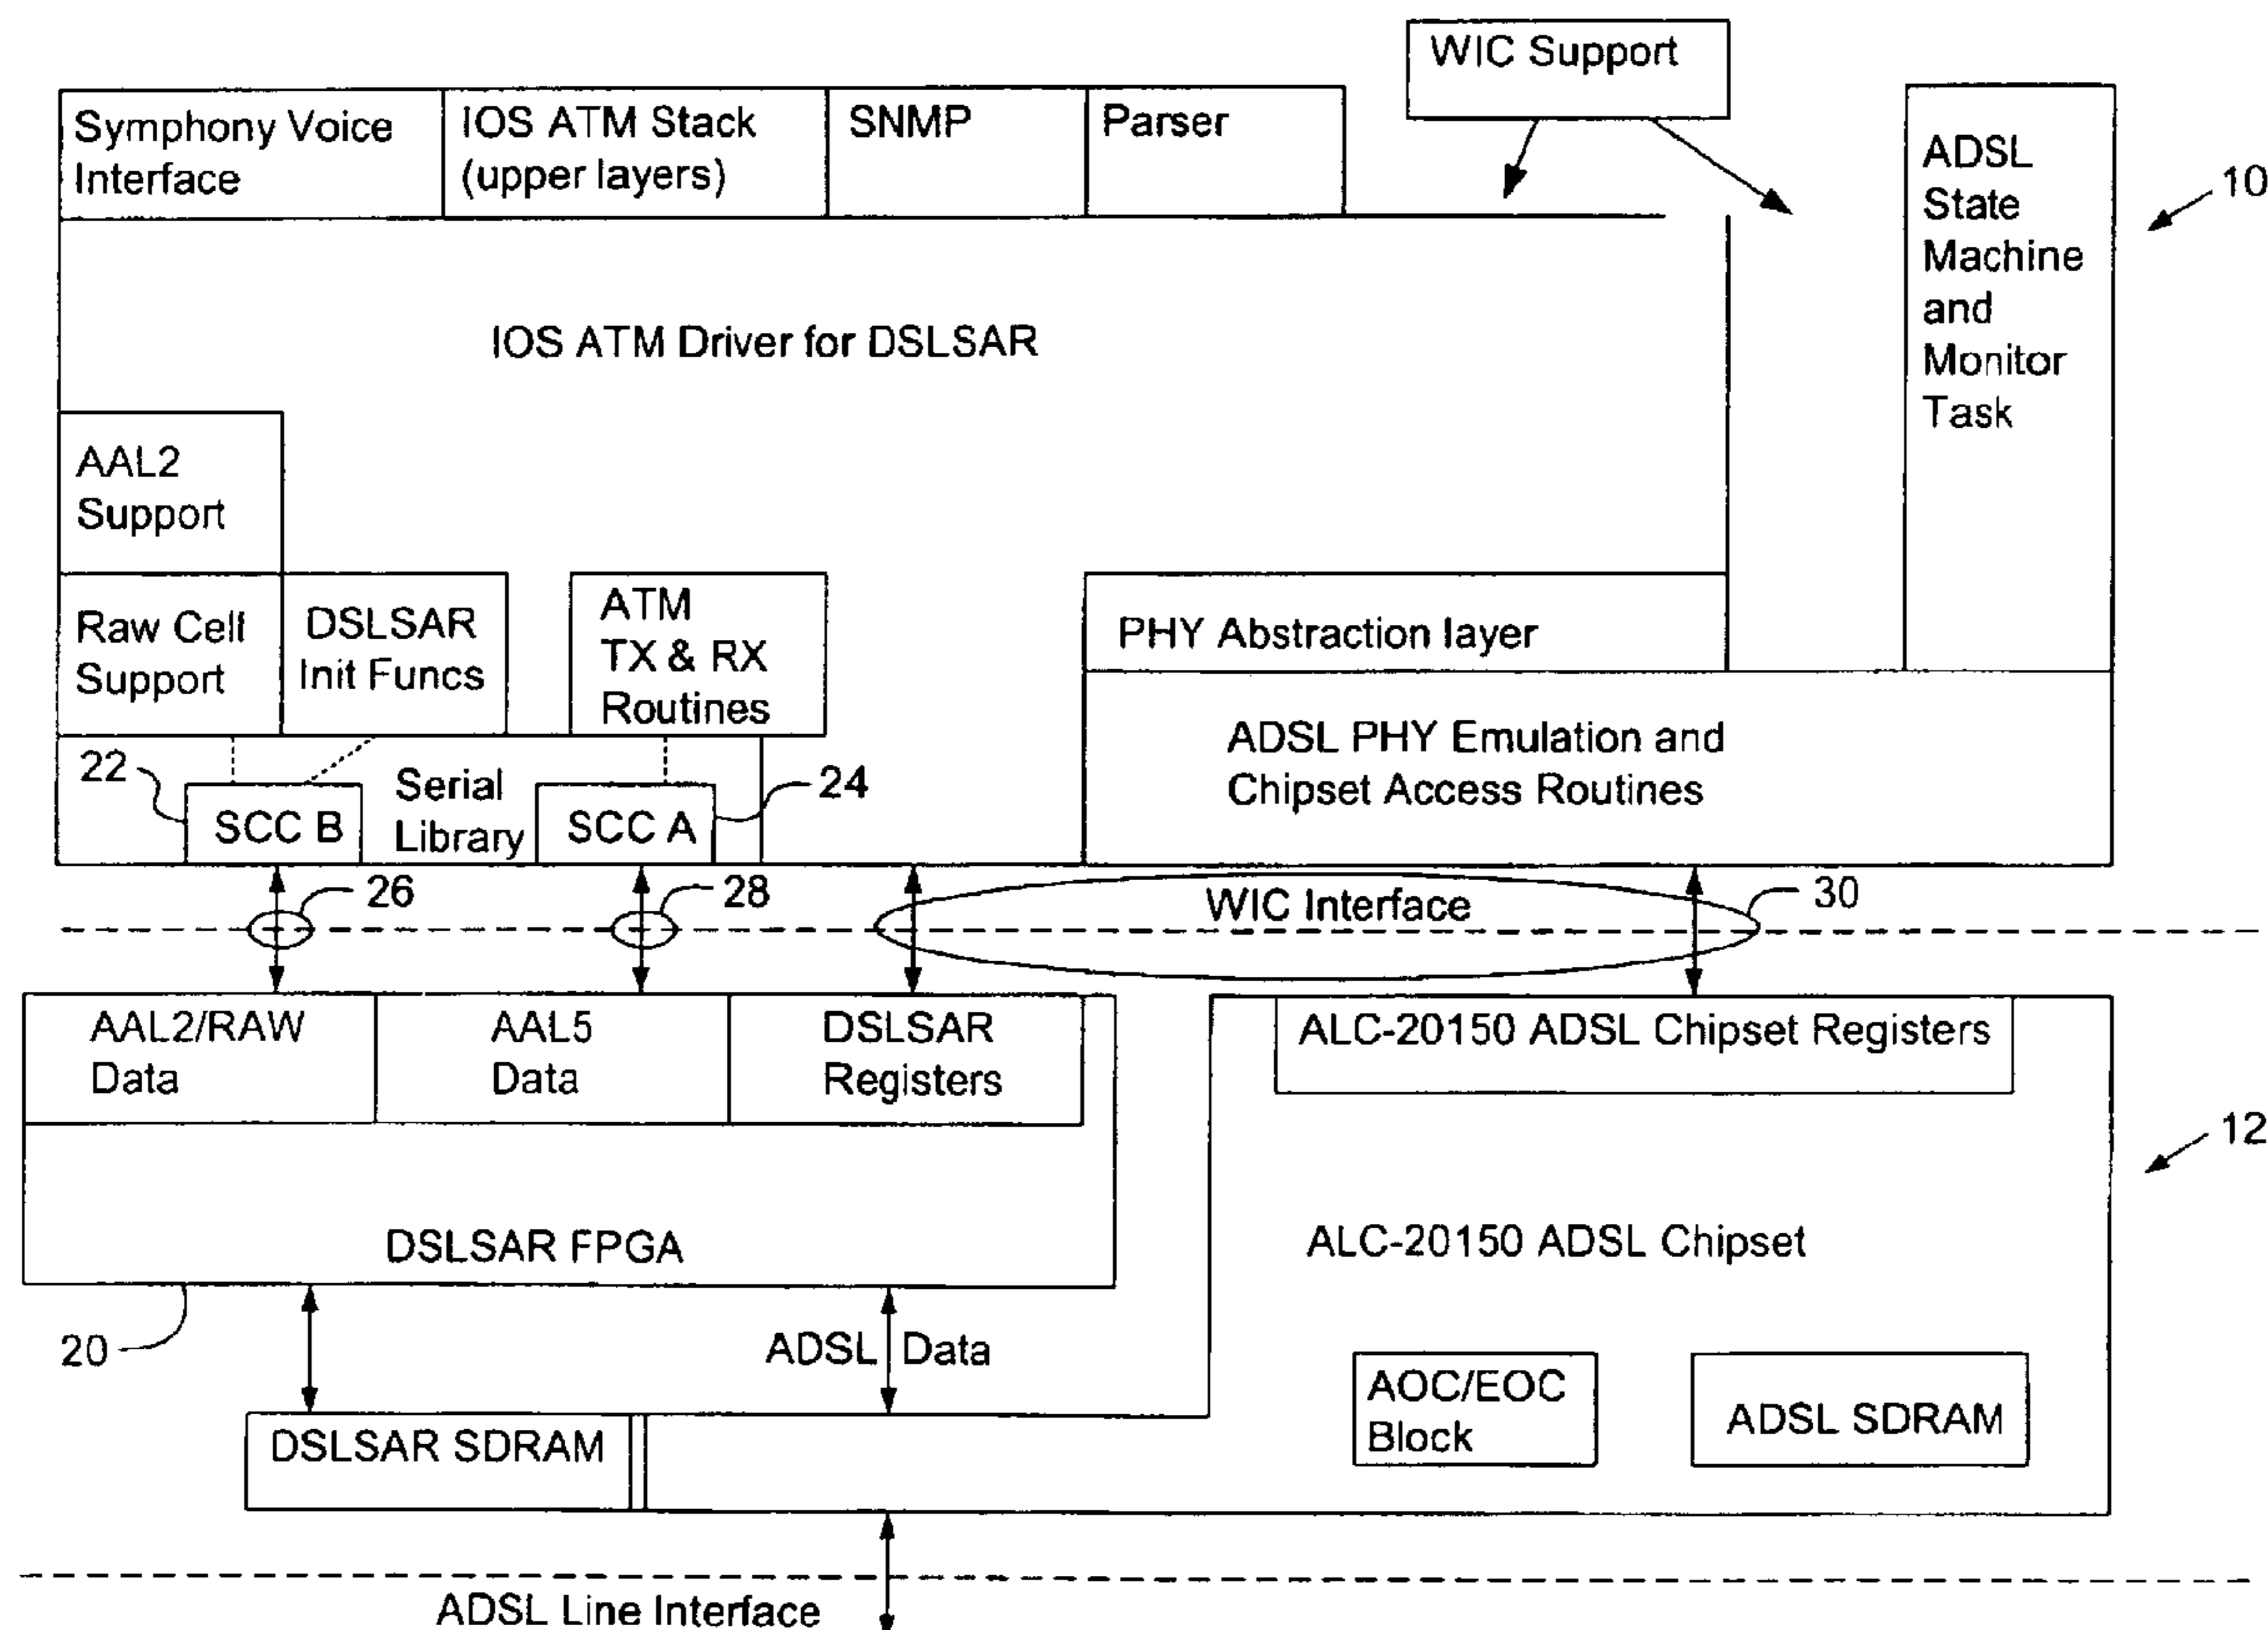 WIC Support
Symphony Voice
Interface
IOS ATM Stack
(upper layers)
SNMP
Parser
ADSL
State
Machine
and
Monitor
Task
10
IOS ATM Driver for DSLSAR
AAL2
Support
Raw Cell
Support
DSLSAR
Init Funcs
ATM
TX & RX
Routines
PHY Abstraction layer
ADSL PHY Emulation and
Chipset Access Routines
22
SCC B
Serial
Library
SCC A
24
26
28
WIC Interface
30
AAL2/RAW
Data
AAL5
Data
DSLSAR
Registers
ALC-20150 ADSL Chipset Registers
12
DSLSAR FPGA
ALC-20150 ADSL Chipset
20
ADSL Data
AOC/EOC
Block
ADSL SDRAM
DSLSAR SDRAM
ADSL Line Interface